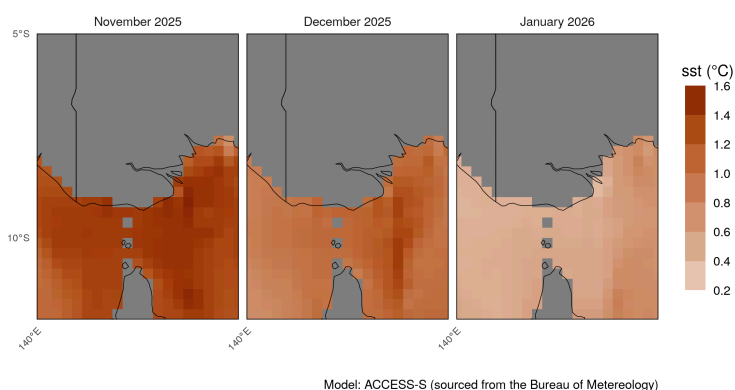 November 2025
December 2025
January 2026
5°S
10°S
140°E
140°E
140°E
sst (°C)
1.6
1.4
1.2
1.0
0.8
0.6
0.4
0.2
Model: ACCESS-S (sourced from the Bureau of Metereology)